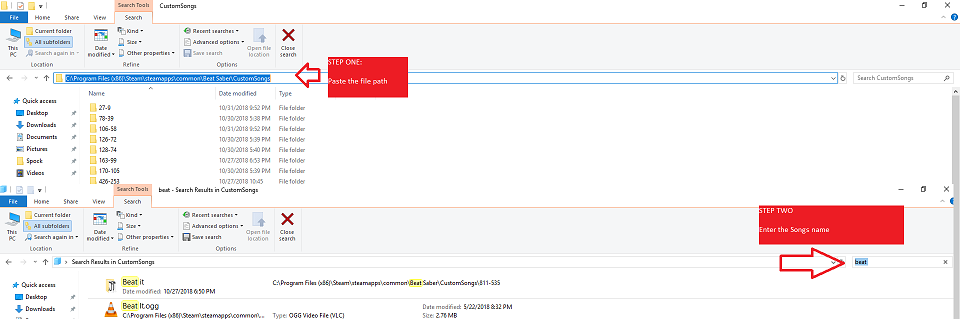 Search Tools CustomSongs
File Home Share View Search
This PC
Current folder
All subfolders
Search again in
Location
Date modified
Kind
Size
Other properties
Refine
Recent searches
Advanced options
Save search
Open file location
Options
Close search
C:\Program Files (x86)\Steam\steamapps\common\Beat Saber\CustomSongs
Search CustomSongs
STEP ONE:
Paste the file path
Quick access
Desktop
Downloads
Documents
Pictures
Spock
Videos
Name Date modified Type
27-9 10/31/2018 9:52 PM File folder
78-39 10/30/2018 5:38 PM File folder
106-58 10/31/2018 9:52 PM File folder
126-72 10/30/2018 5:39 PM File folder
128-74 10/30/2018 5:40 PM File folder
163-99 10/27/2018 6:53 PM File folder
170-105 10/30/2018 5:39 PM File folder
426-253 10/27/2018 10:45 File folder
Search Tools beat - Search Results in CustomSongs
File Home Share View Search
This PC
Current folder
All subfolders
Search again in
Location
Date modified
Kind
Size
Other properties
Refine
Recent searches
Advanced options
Save search
Open file location
Options
Close search
STEP TWO
Enter the Songs name
Search Results in CustomSongs
beat
Quick access
Desktop
Downloads
Documents
Beat it
Date modified: 10/27/2018 6:50 PM
C:\Program Files (x86)\Steam\steamapps\common\Beat Saber\CustomSongs\811-535
Beat It.ogg
C:\Program Files (x86)\Steam\steamapps\common\...
Type: OGG Video File (VLC)
Date modified: 5/22/2018 8:32 PM
Size: 2.76 MB